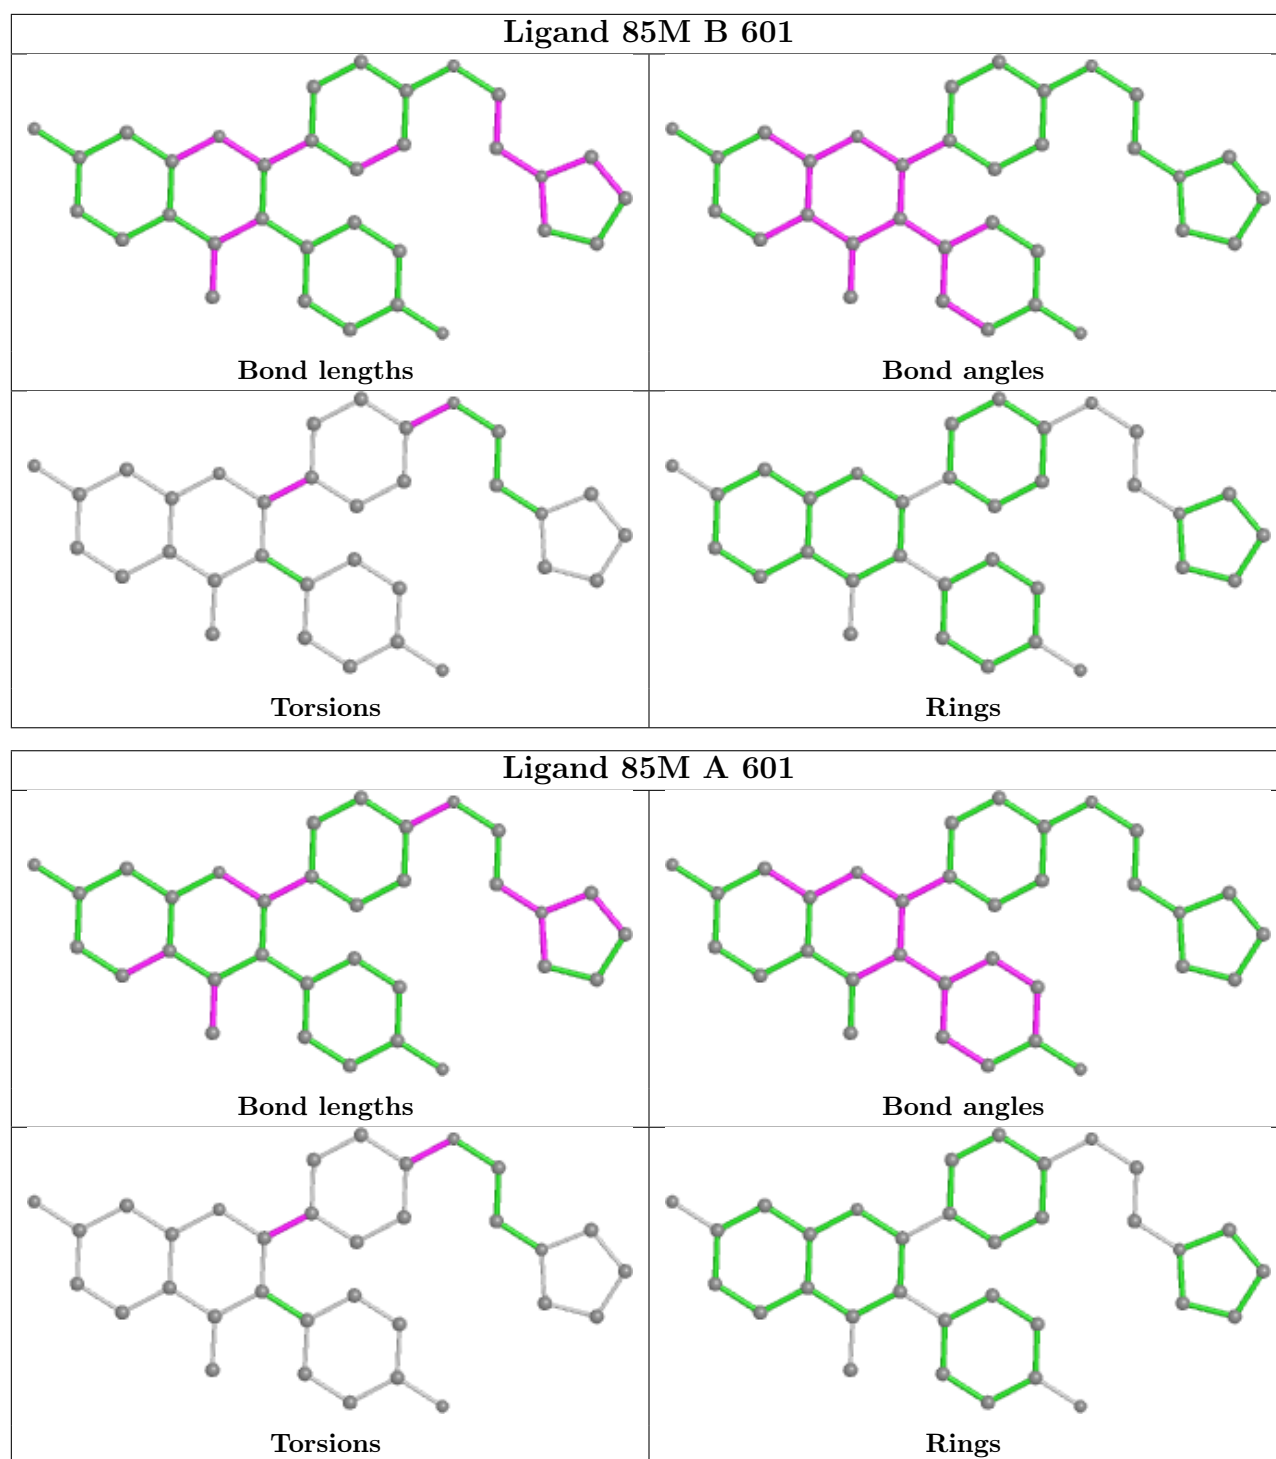 Ligand 85M B 601
Bond lengths
Bond angles
Torsions
Rings
Ligand 85M A 601
Bond lengths
Bond angles
Torsions
Rings